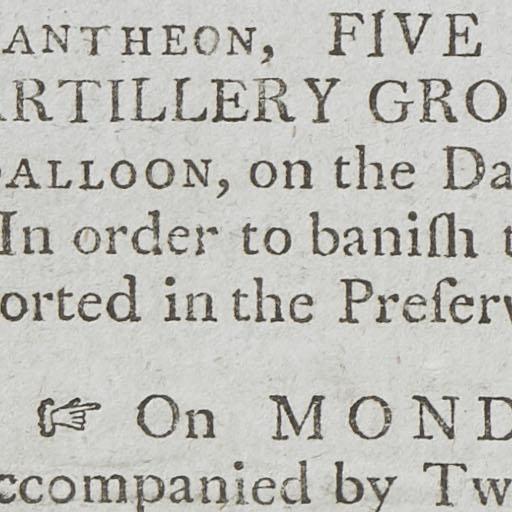 ANTHEON, FIVE
ARTILLERY GRO
BALLOON, on the Da
In order to baniſh t
orted in the Preſerv
☞ On MOND
ccompanied by Tw